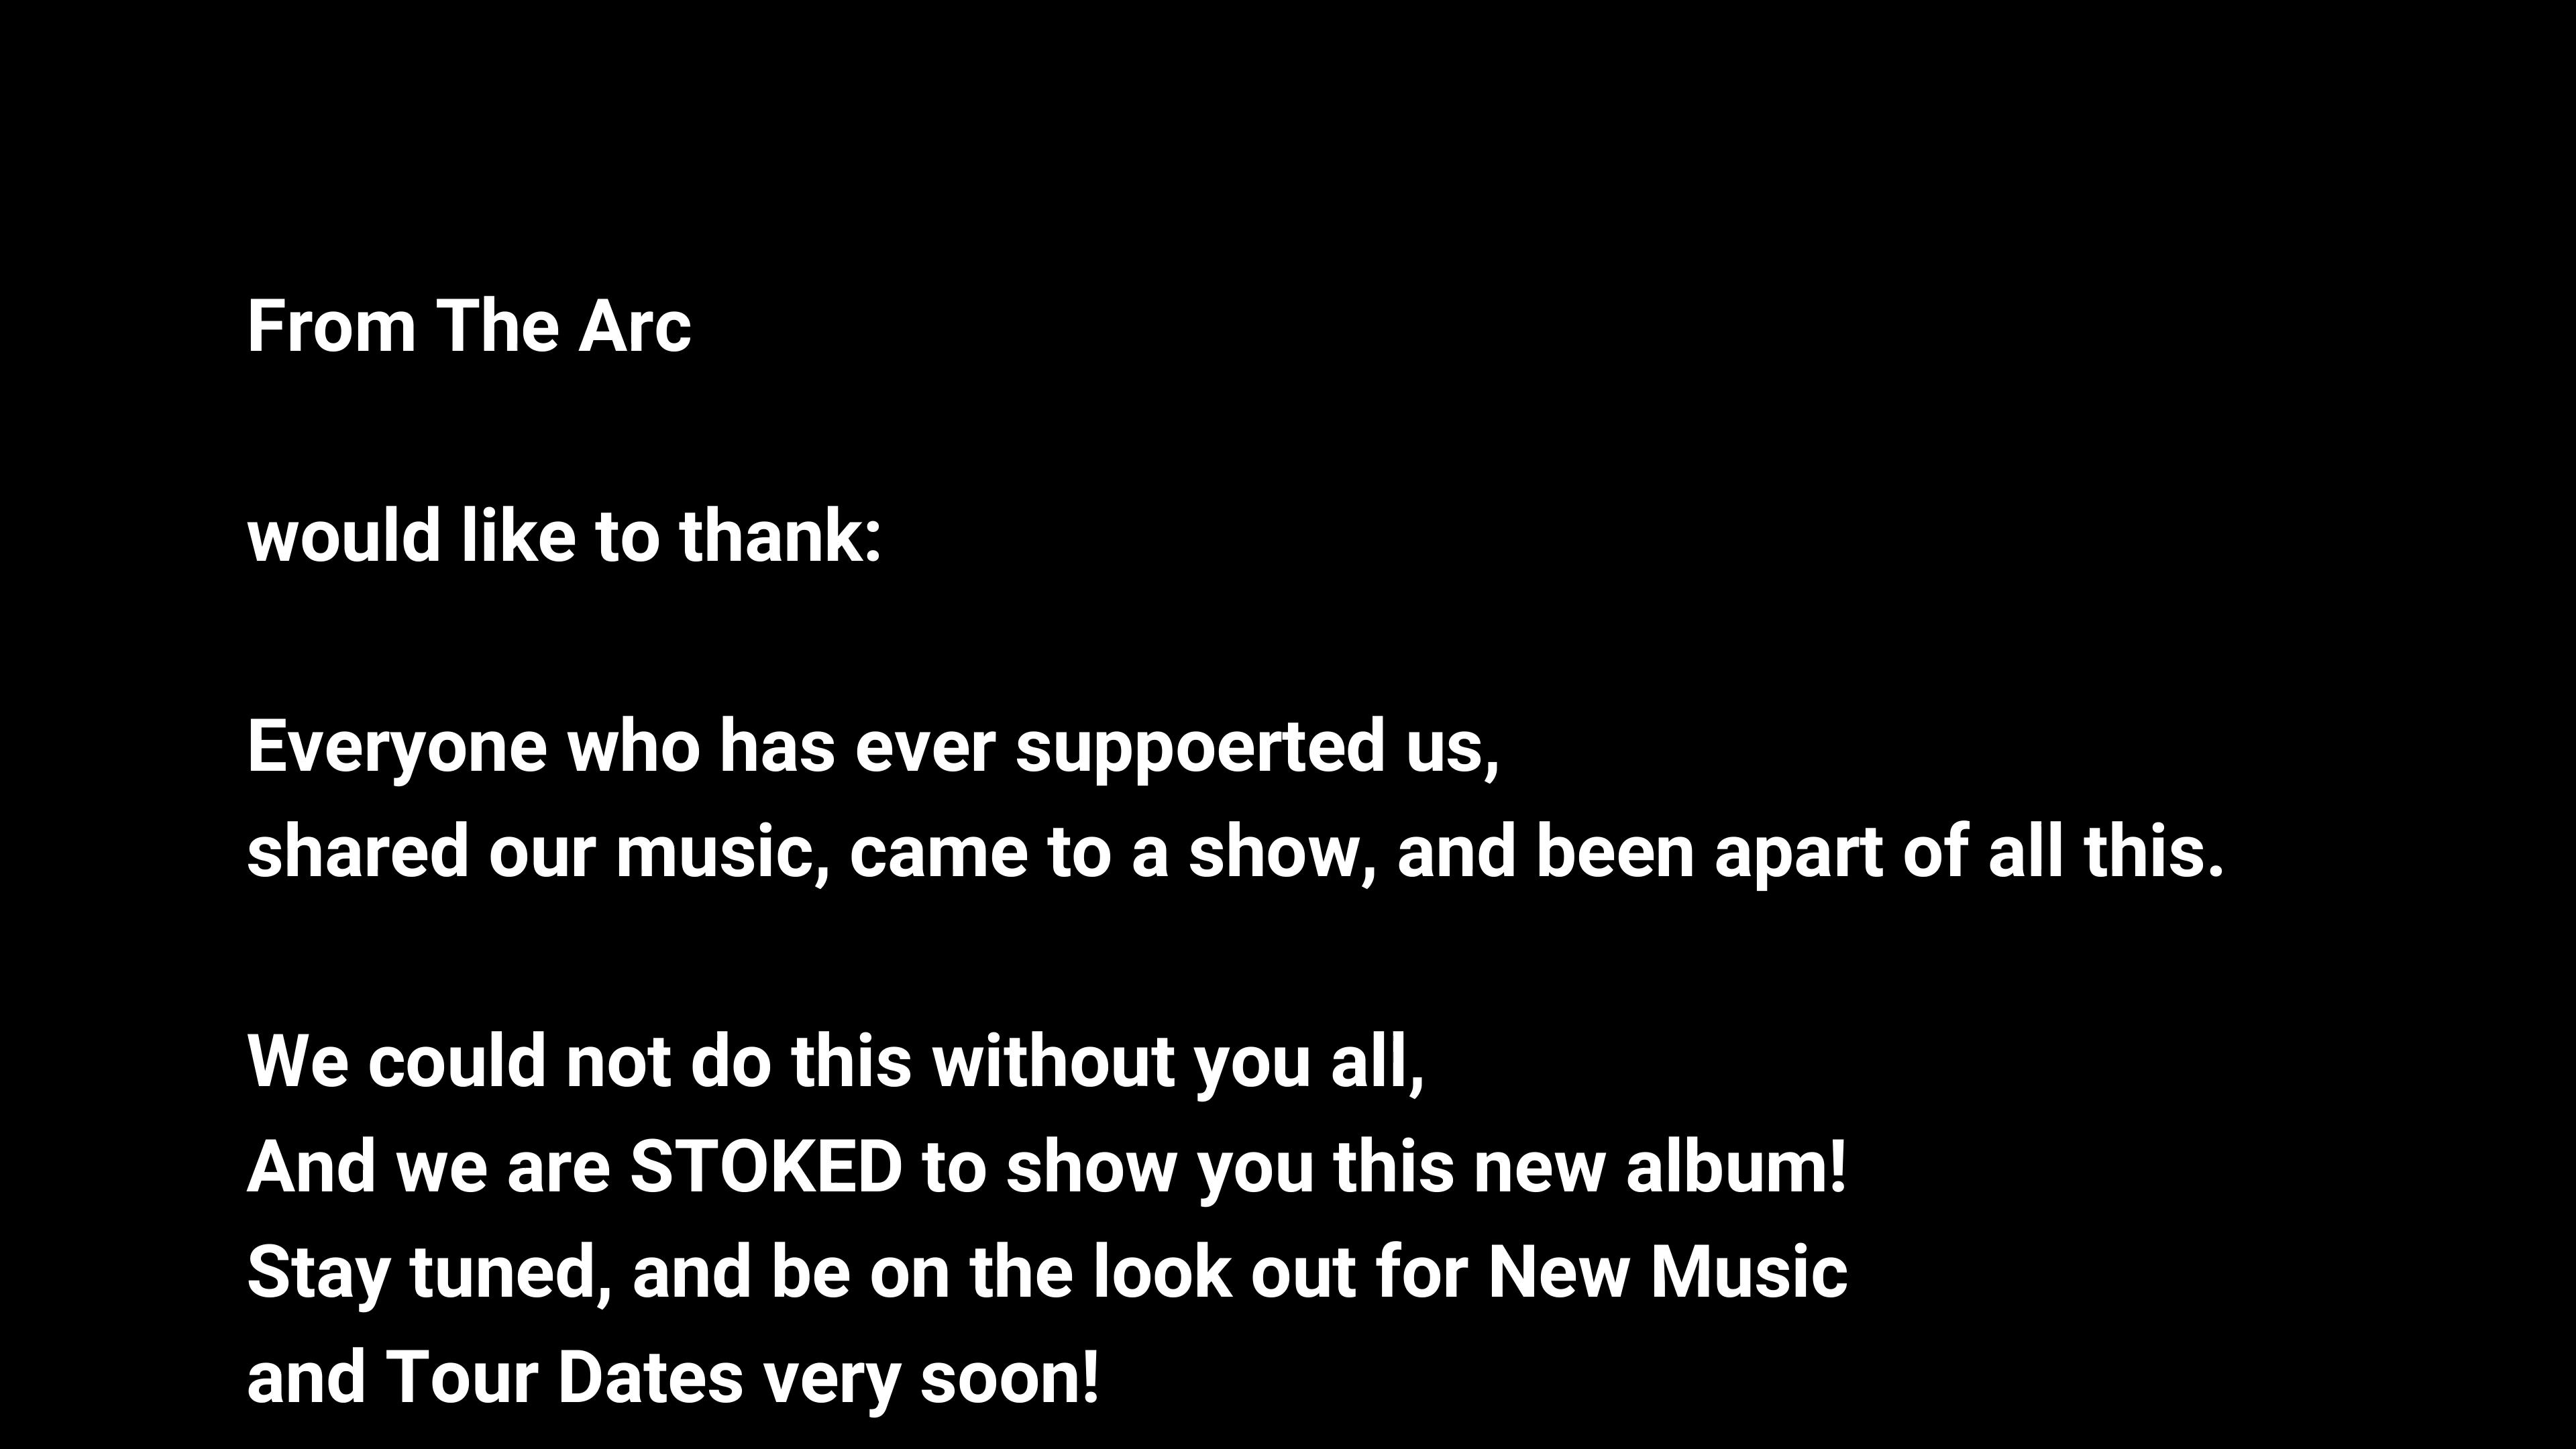 From The Arc
would like to thank:
Everyone who has ever suppoerted us,
shared our music, came to a show, and been apart of all this.
We could not do this without you all,
And we are STOKED to show you this new album!
Stay tuned, and be on the look out for New Music
and Tour Dates very soon!